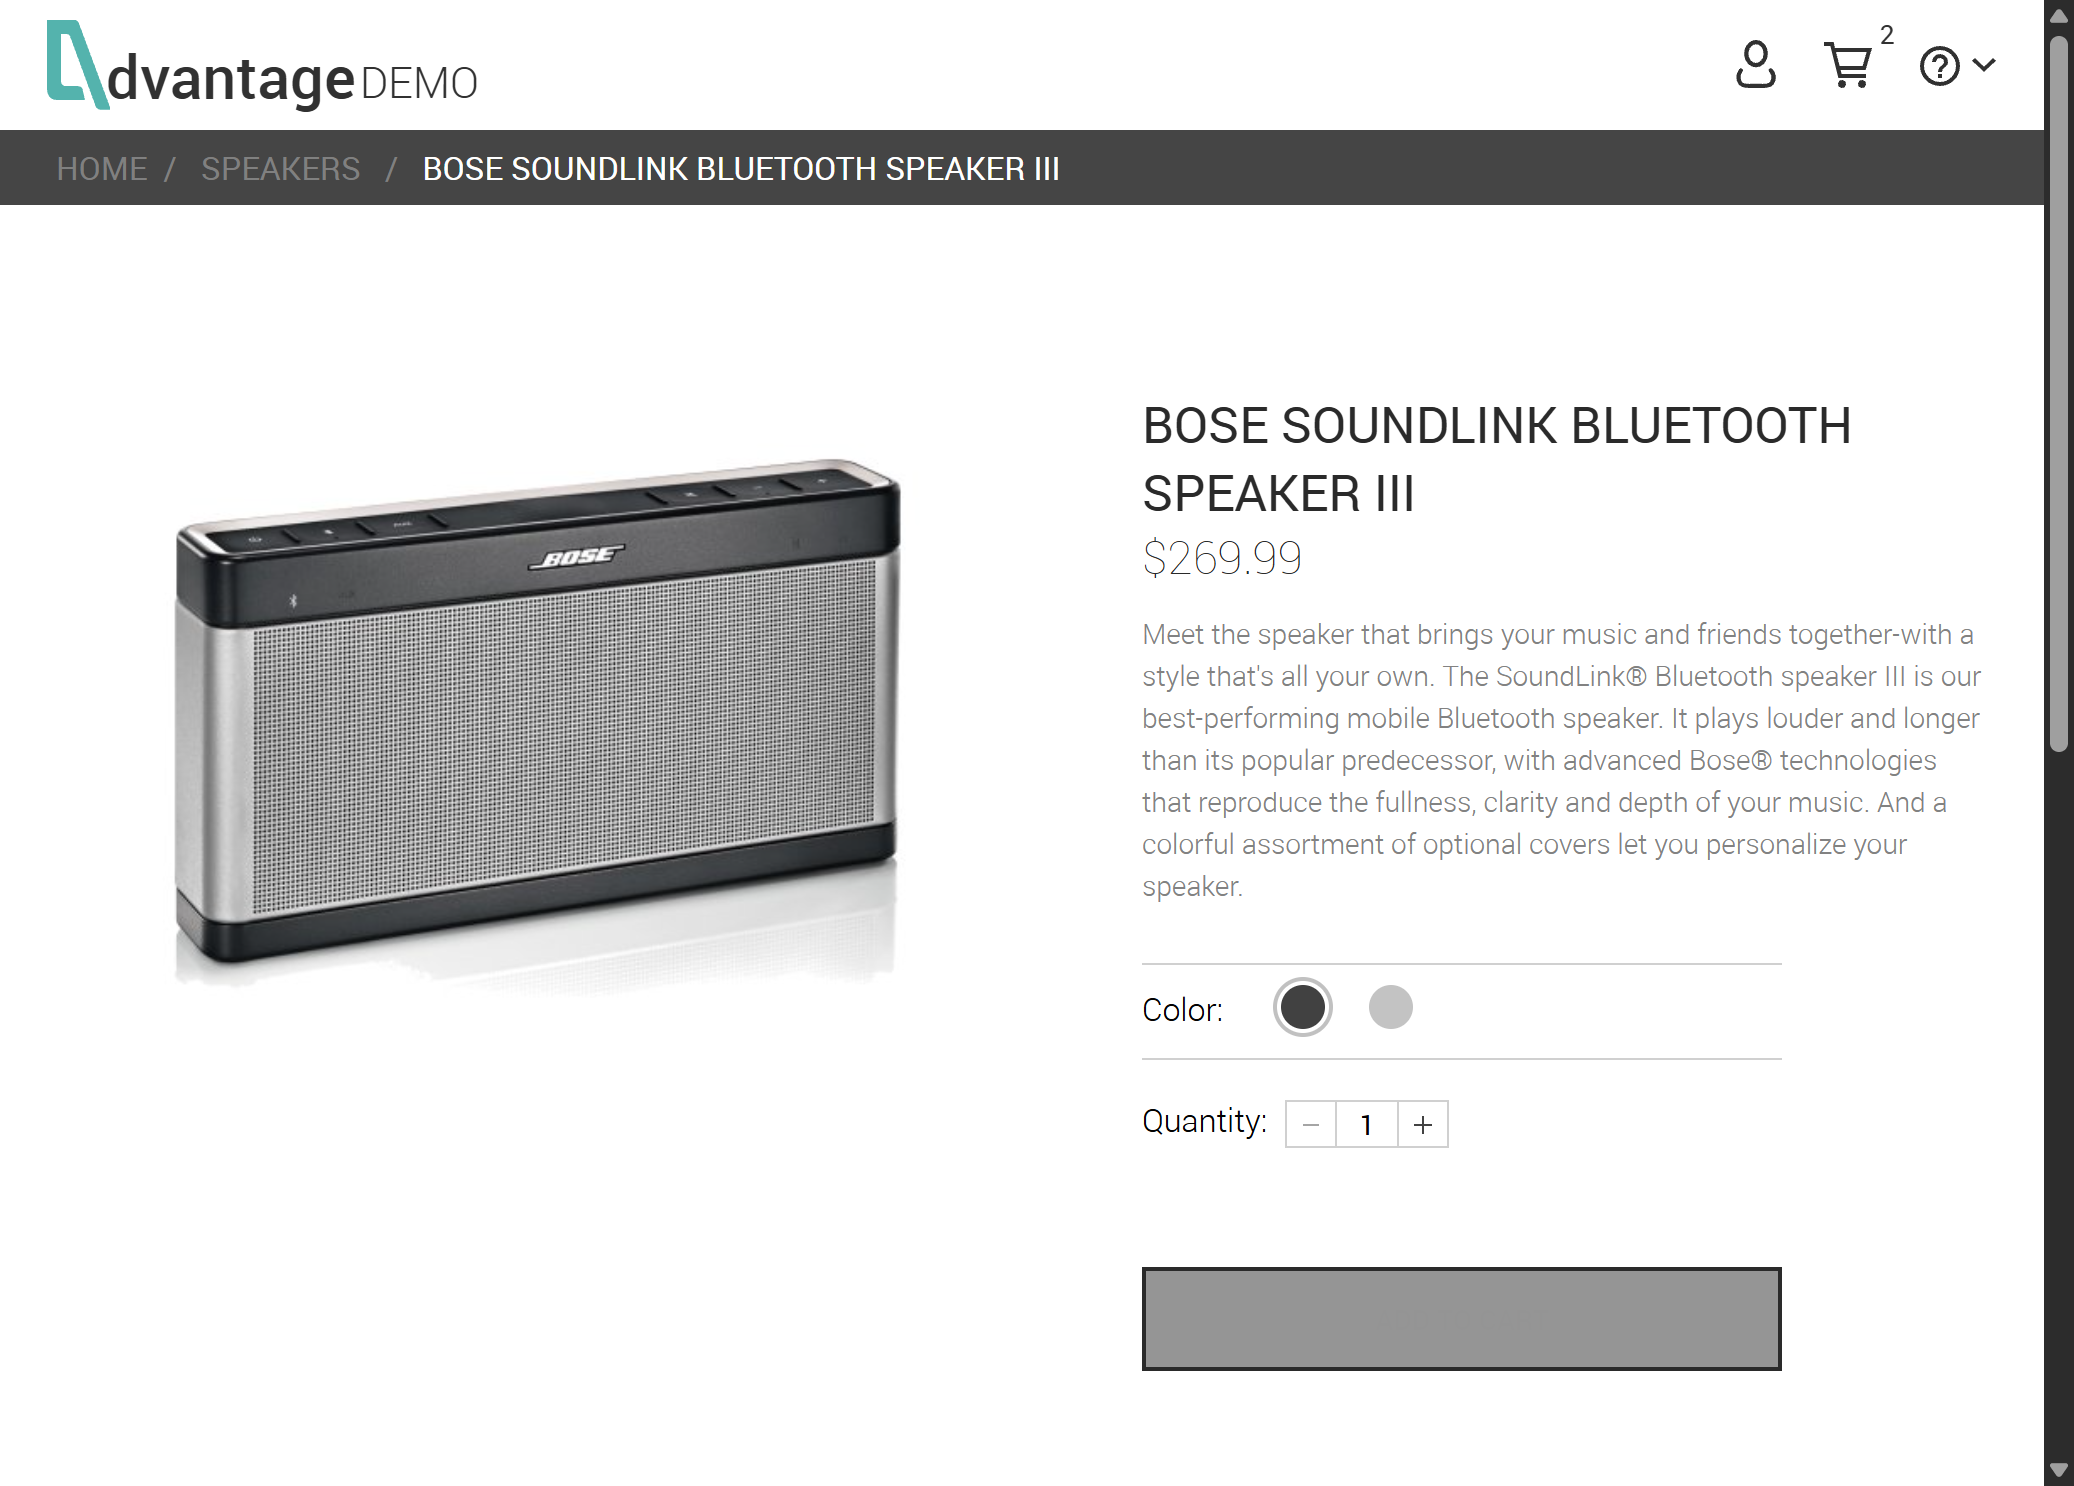 dvantage DEMO
2
HOME / SPEAKERS / BOSE SOUNDLINK BLUETOOTH SPEAKER III
BOSE
BOSE SOUNDLINK BLUETOOTH
SPEAKER III
$269.99
Meet the speaker that brings your music and friends together-with a
style that's all your own. The SoundLink® Bluetooth speaker III is our
best-performing mobile Bluetooth speaker. It plays louder and longer
than its popular predecessor, with advanced Bose® technologies
that reproduce the fullness, clarity and depth of your music. And a
colorful assortment of optional covers let you personalize your
speaker.
Color:
Quantity: − 1 +